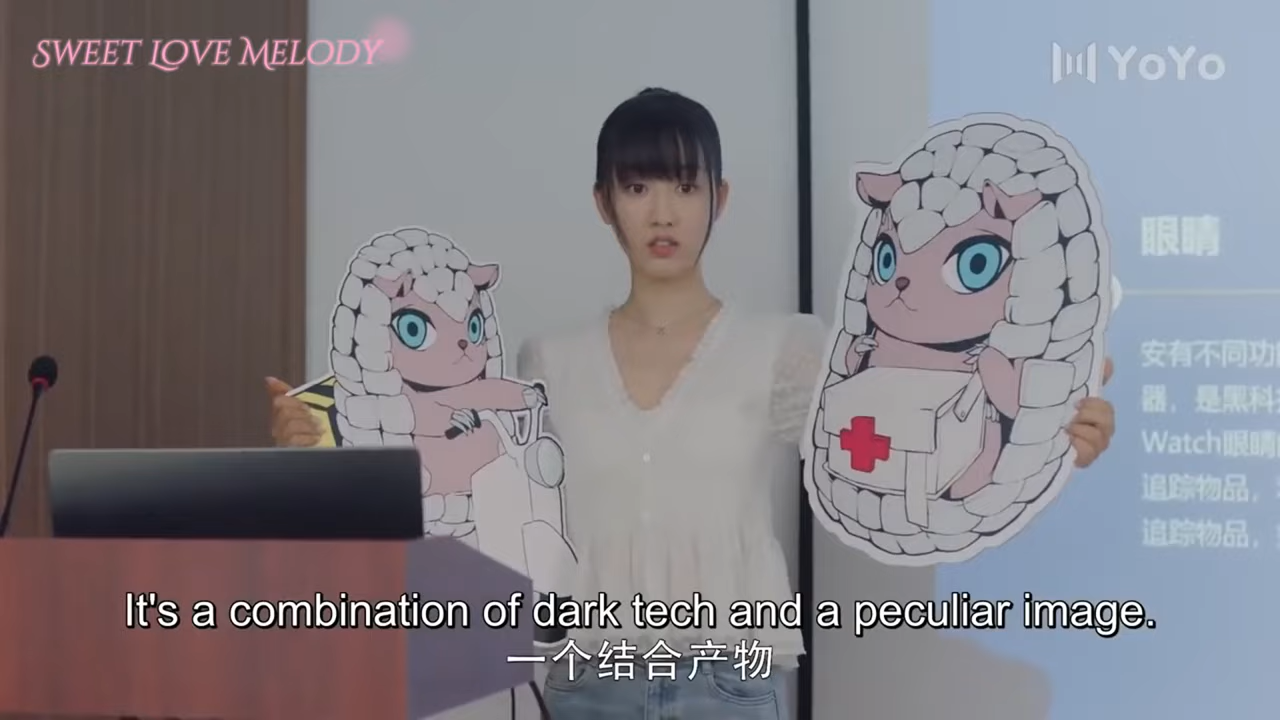 SWEET LOVE MELODY
YoYo
眼睛
安有不同功
器，是黑科
Watch眼睛
追踪物品，
追踪物品，
It's a combination of dark tech and a peculiar image.
一个结合产物